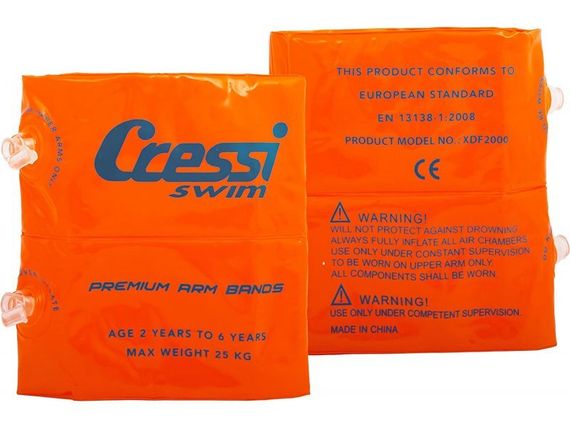 Cressi
SWIM
PREMIUM ARM BANDS
AGE 2 YEARS TO 6 YEARS
MAX WEIGHT 25 KG
THIS PRODUCT CONFORMS TO
EUROPEAN STANDARD
EN 13138-1:2008
PRODUCT MODEL NO.: XDF2000
CE
WARNING!
WILL NOT PROTECT AGAINST DROWNING
ALWAYS FULLY INFLATE ALL AIR CHAMBERS
USE ONLY UNDER CONSTANT SUPERVISION
TO BE WORN ON UPPER ARM ONLY.
ALL COMPONENTS SHALL BE WORN.
WARNING!
USE ONLY UNDER COMPETENT SUPERVISION.
MADE IN CHINA
ARMS ONLY